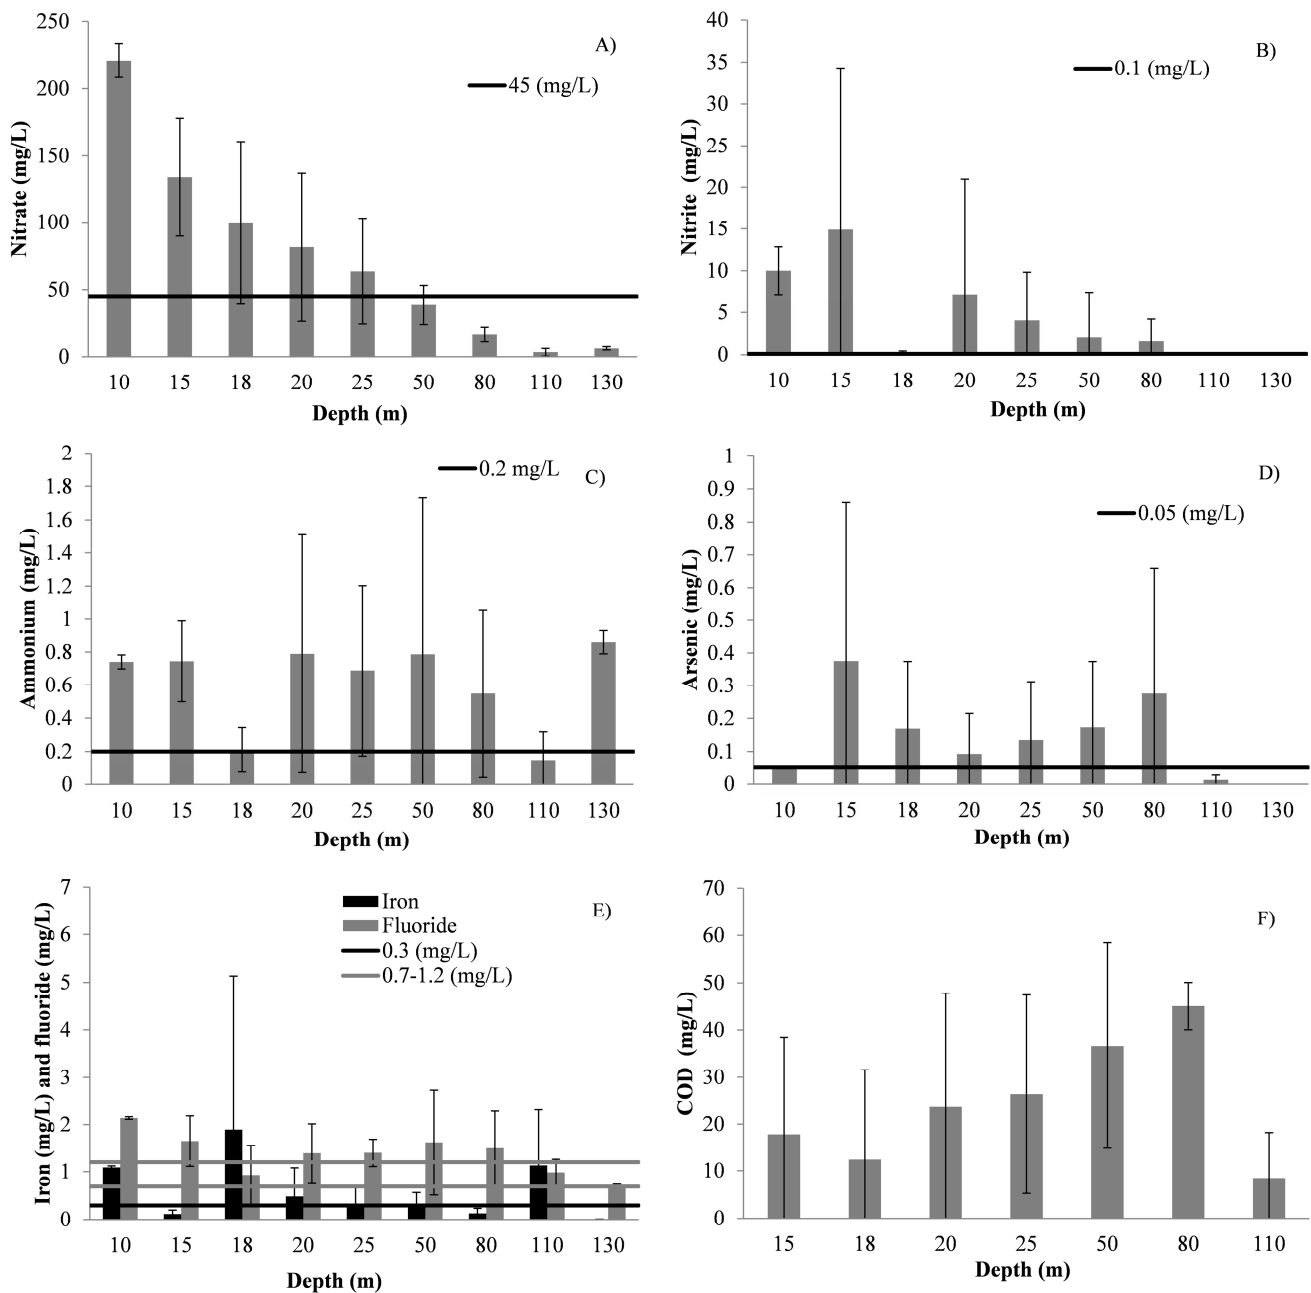 A)
45 (mg/L)
Nitrate (mg/L)
250
200
150
100
50
0
10 15 18 20 25 50 80 110 130
Depth (m)
B)
0.1 (mg/L)
Nitrite (mg/L)
40
35
30
25
20
15
10
5
0
10 15 18 20 25 50 80 110 130
Depth (m)
C)
0.2 mg/L
Ammonium (mg/L)
2
1.8
1.6
1.4
1.2
1
0.8
0.6
0.4
0.2
0
10 15 18 20 25 50 80 110 130
Depth (m)
D)
0.05 (mg/L)
Arsenic (mg/L)
1
0.9
0.8
0.7
0.6
0.5
0.4
0.3
0.2
0.1
0
10 15 18 20 25 50 80 110 130
Depth (m)
E)
Iron
Fluoride
0.3 (mg/L)
0.7-1.2 (mg/L)
Iron (mg/L) and fluoride (mg/L)
7
6
5
4
3
2
1
0
10 15 18 20 25 50 80 110 130
Depth (m)
F)
COD (mg/L)
70
60
50
40
30
20
10
0
15 18 20 25 50 80 110
Depth (m)